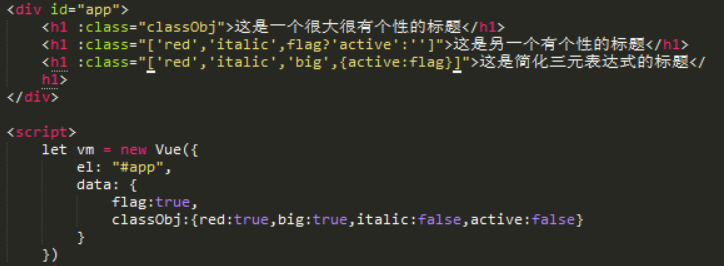 <div id="app">
    <h1 :class="classObj">这是一个很大很有个性的标题</h1>
    <h1 :class="['red','italic',flag?'active':'']">这是另一个有个性的标题</h1>
    <h1 :class="['red','italic','big',{active:flag}]">这是简化三元表达式的标题</
    h1>
</div>
<script>
    let vm = new Vue({
        el: "#app",
        data: {
            flag:true,
            classObj:{red:true,big:true,italic:false,active:false}
        }
    })